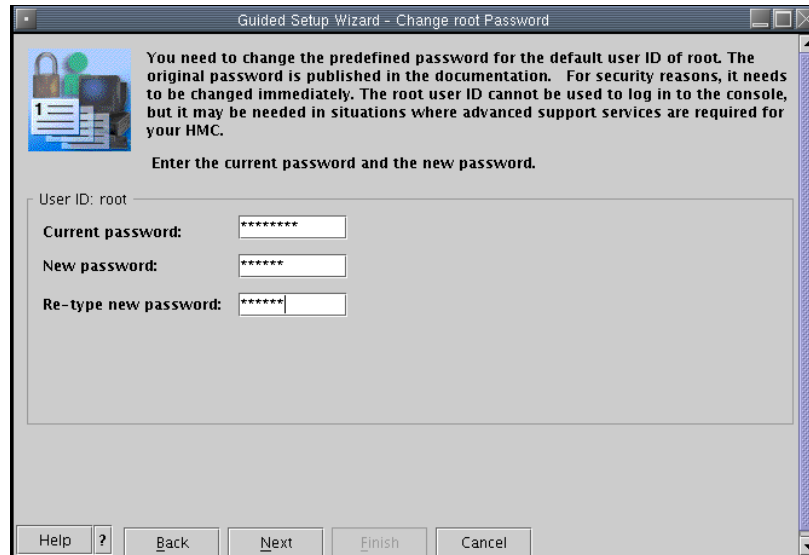 Guided Setup Wizard - Change root Password
You need to change the predefined password for the default user ID of root. The
original password is published in the documentation. For security reasons, it needs
to be changed immediately. The root user ID cannot be used to log in to the console,
but it may be needed in situations where advanced support services are required for
your HMC.
Enter the current password and the new password.
1
User ID: root
Current password: ********
New password: ******
Re-type new password: ******
Help ? Back Next Finish Cancel